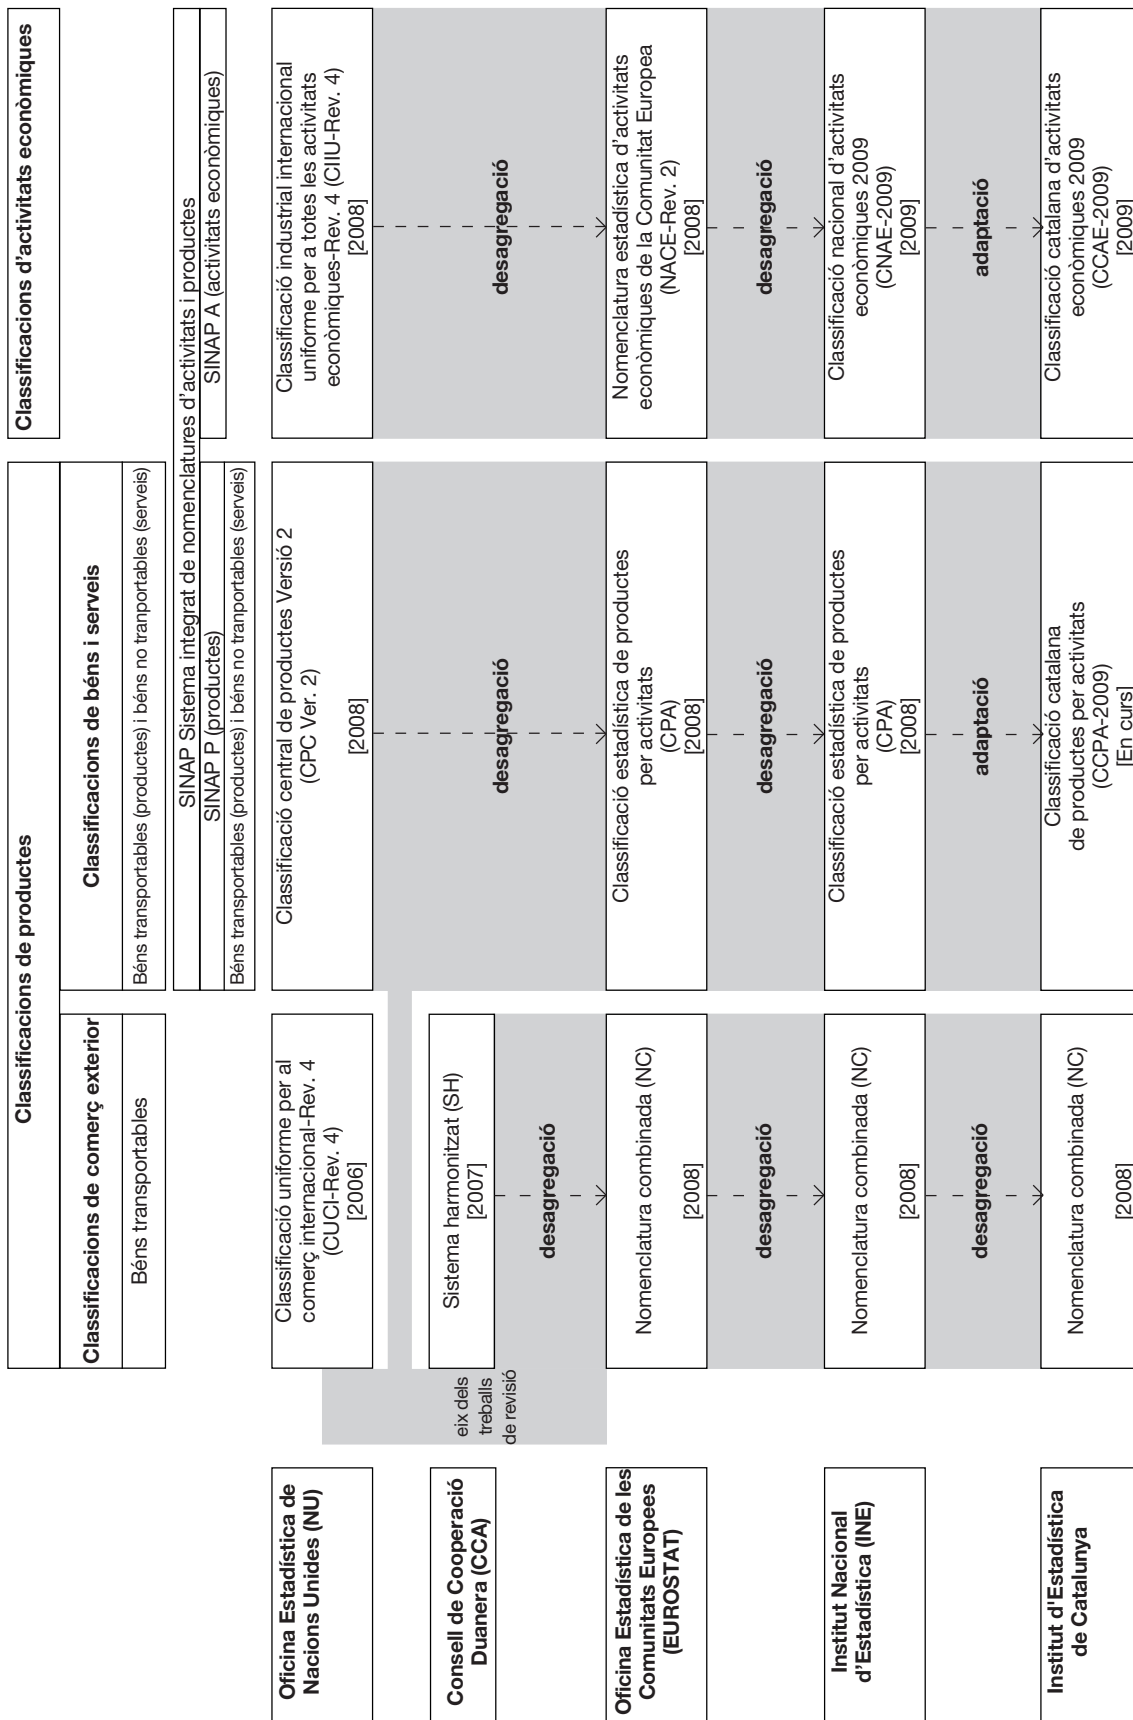 Classificacions de productes
Classificacions d'activitats econòmiques
Classificacions de comerç exterior
Classificacions de béns i serveis
Béns transportables
Béns transportables (productes) i béns no tranportables (serveis)
SINAP Sistema integrat de nomenclatures d'activitats i productes
SINAP P (productes)
SINAP A (activitats econòmiques)
Béns transportables (productes) i béns no tranportables (serveis)
Oficina Estadística de
Nacions Unides (NU)
Classificació uniforme per al
comerç internacional-Rev. 4
(CUCI-Rev. 4)
[2006]
Classificació central de productes Versió 2
(CPC Ver. 2)
[2008]
Classificació industrial internacional
uniforme per a totes les activitats
econòmiques-Rev. 4 (CIIU-Rev. 4)
[2008]
eix dels
treballs
de revisió
Consell de Cooperació
Duanera (CCA)
Sistema harmonitzat (SH)
[2007]
desagregació
desagregació
desagregació
Oficina Estadística de les
Comunitats Europees
(EUROSTAT)
Nomenclatura combinada (NC)
[2008]
Classificació estadística de productes
per activitats
(CPA)
[2008]
Nomenclatura estadística d'activitats
econòmiques de la Comunitat Europea
(NACE-Rev. 2)
[2008]
desagregació
desagregació
desagregació
Institut Nacional
d'Estadística (INE)
Nomenclatura combinada (NC)
[2008]
Classificació estadística de productes
per activitats
(CPA)
[2008]
Classificació nacional d'activitats
econòmiques 2009
(CNAE-2009)
[2009]
desagregació
adaptació
adaptació
Institut d'Estadística
de Catalunya
Nomenclatura combinada (NC)
[2008]
Classificació catalana
de productes per activitats
(CCPA-2009)
[En curs]
Classificació catalana d'activitats
econòmiques 2009
(CCAE-2009)
[2009]